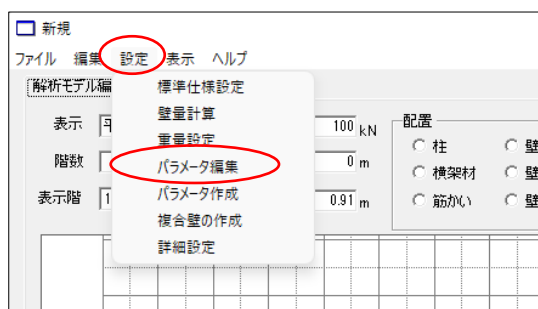 新規
ファイル 編集 設定 表示 ヘルプ
解析モデル編
標準仕様設定
表示 平
壁量計算
100 kN
配置
重量設定
柱 壁
階数
パラメータ編集
0 m
横架材 壁
表示階 1
パラメータ作成
0.91 m
筋かい 壁
複合壁の作成
詳細設定